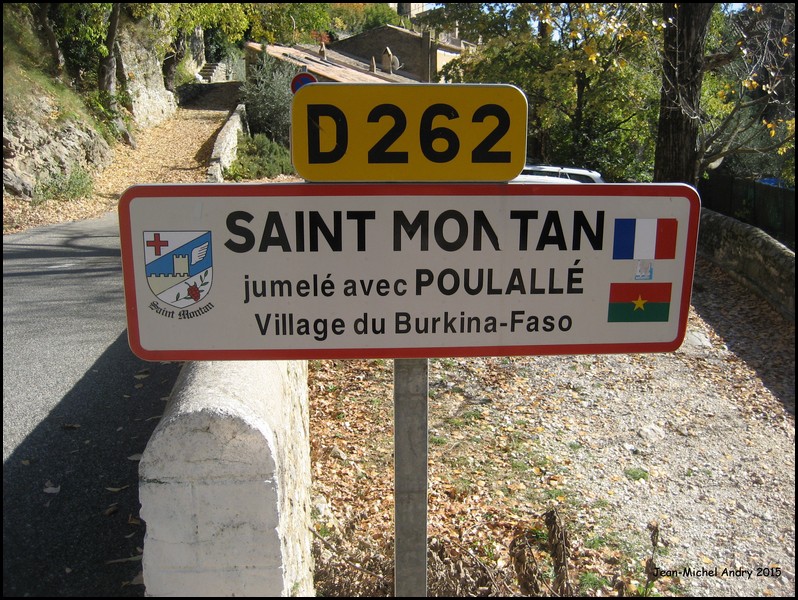 D 262
SAINT MONTAN
jumelé avec POULALLÉ
Village du Burkina-Faso
Saint Montan
Jean-Michel Andry 2015